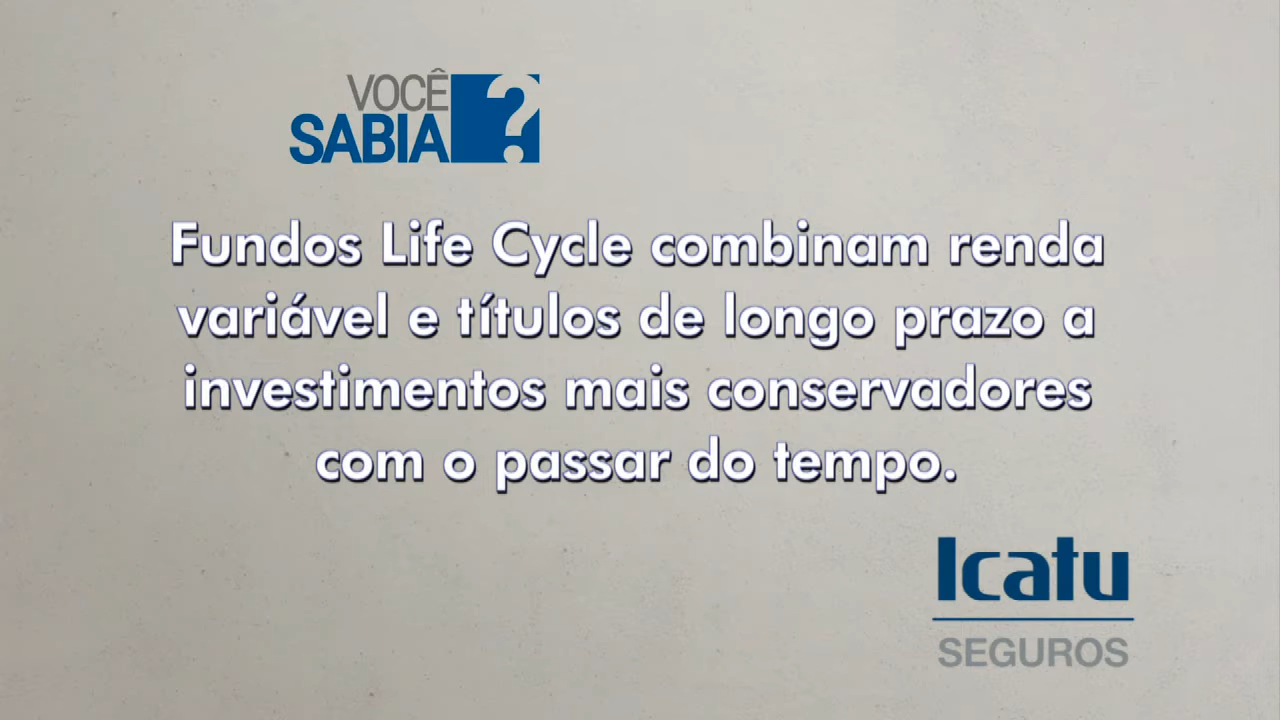 VOCÊ
SABIA ?
Fundos Life Cycle combinam renda
variável e títulos de longo prazo a
investimentos mais conservadores
com o passar do tempo.
Icatu
SEGUROS